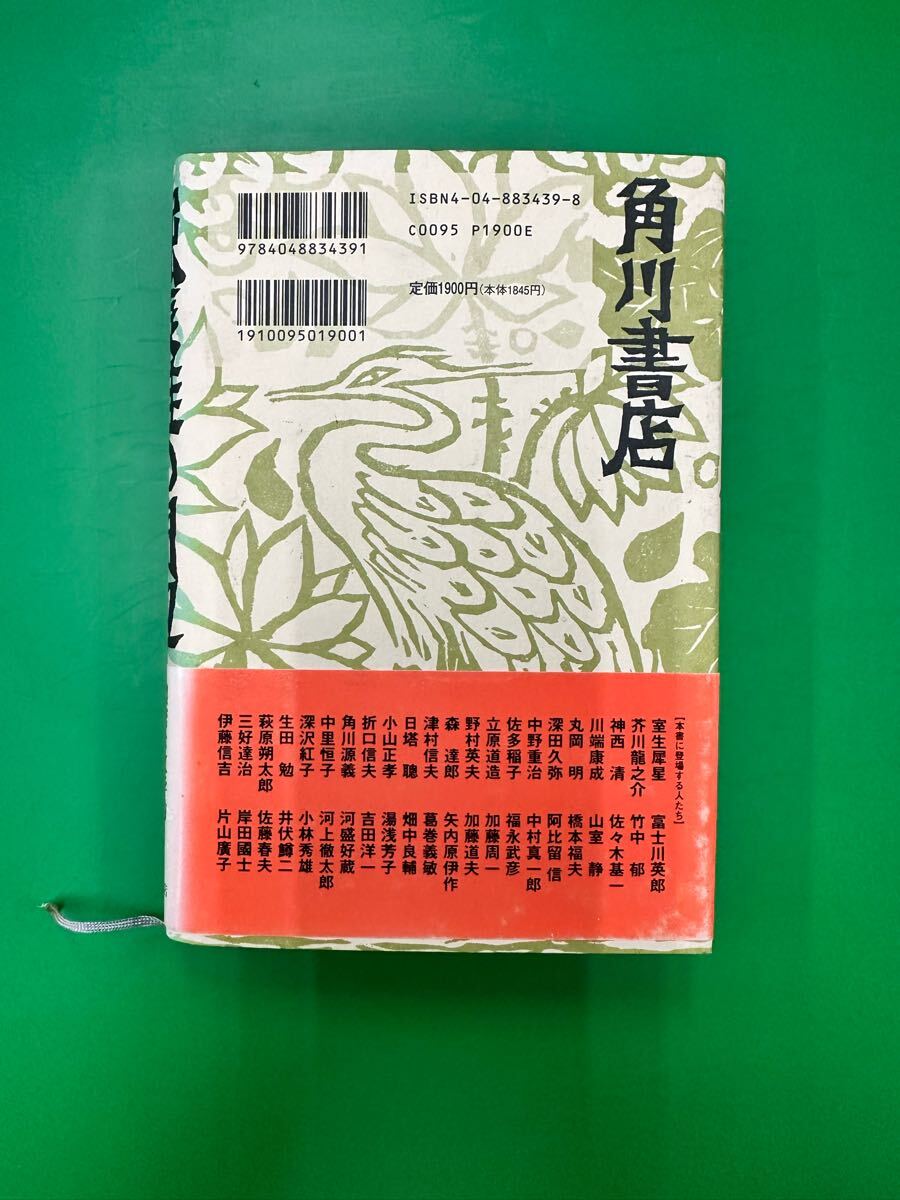 ISBN4-04-883439-8
C0095 P1900E
定価1900円(本体1845円)
9784048834391
1910095019001
角川書店
[本書に登場する人たち]
室生犀星 富士川英郎
芥川龍之介 竹中 郁
神西 清 佐々木基一
川端康成 山室 静
丸岡 明 橋本福夫
深田久弥 阿比留 信
中野重治 中村真一郎
佐多稲子 福永武彦
立原道造 加藤周一
野村英夫 加藤道夫
森 達郎 矢内原伊作
津村信夫 葛巻義敏
日塔 聰 畑中良輔
小山正孝 湯浅芳子
折口信夫 吉田洋一
角川源義 河盛好蔵
中里恒子 河上徹太郎
深沢紅子 小林秀雄
生田 勉 井伏鱒二
萩原朔太郎 佐藤春夫
三好達治 岸田國士
伊藤信吉 片山廣子